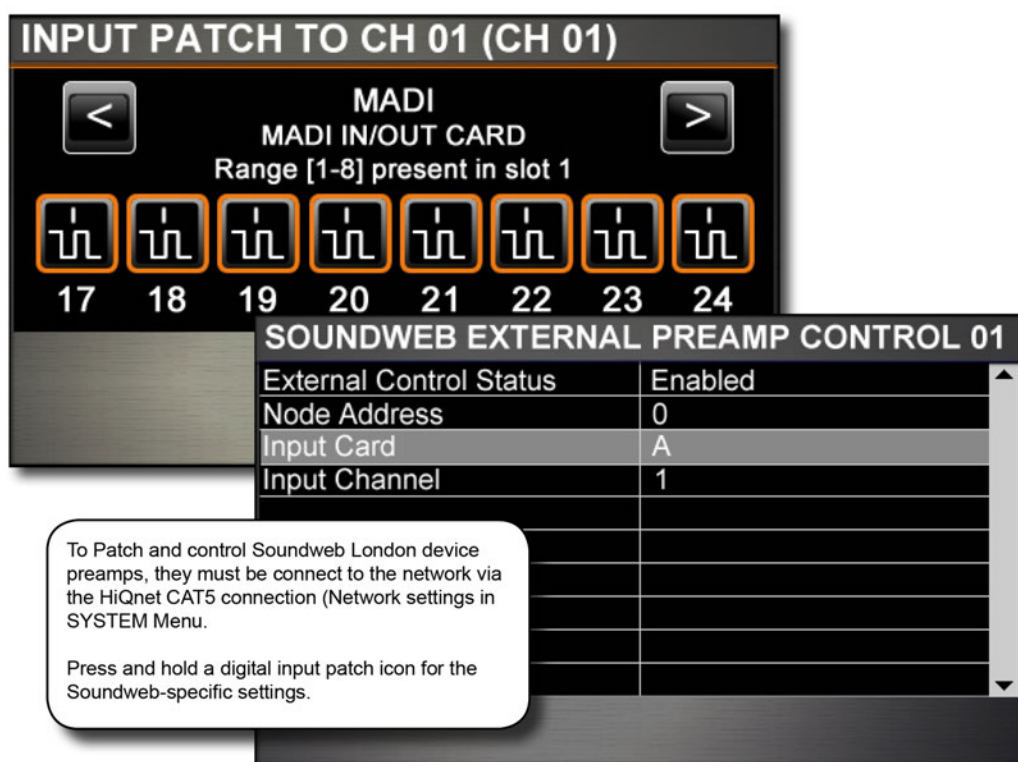 INPUT PATCH TO CH 01 (CH 01)
< MADI >
MADI IN/OUT CARD
Range [1-8] present in slot 1
17 18 19 20 21 22 23 24
SOUNDWEB EXTERNAL PREAMP CONTROL 01
External Control Status Enabled
Node Address 0
Input Card A
Input Channel 1
To Patch and control Soundweb London device
preamps, they must be connect to the network via
the HiQnet CAT5 connection (Network settings in
SYSTEM Menu.
Press and hold a digital input patch icon for the
Soundweb-specific settings.